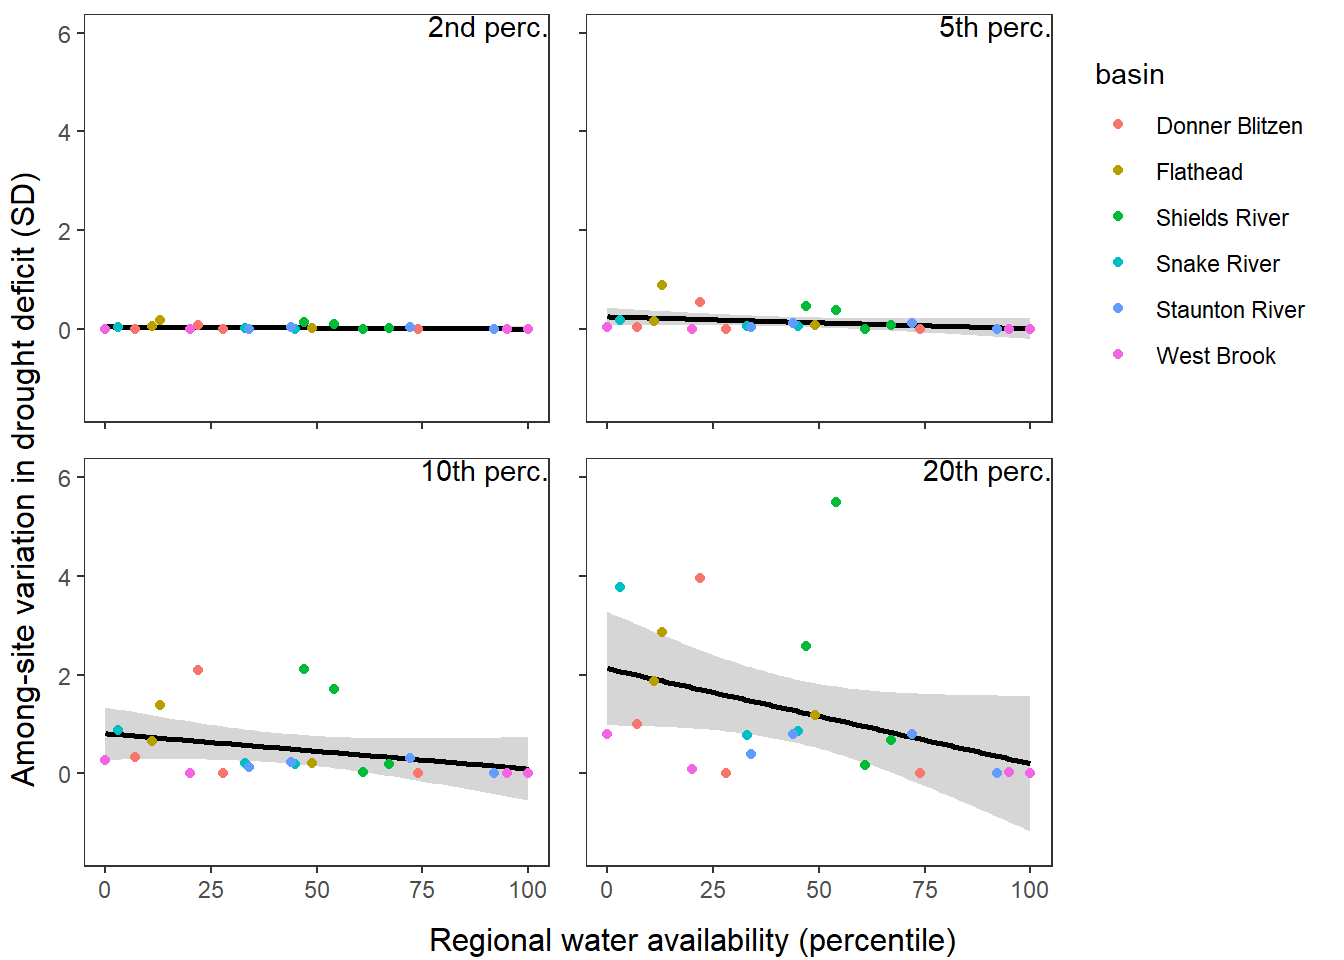 2nd perc.
5th perc.
6
4
2
0
10th perc.
20th perc.
6
4
2
0
0 25 50 75 100
0 25 50 75 100
Regional water availability (percentile)
Among-site variation in drought deficit (SD)
basin
Donner Blitzen
Flathead
Shields River
Snake River
Staunton River
West Brook